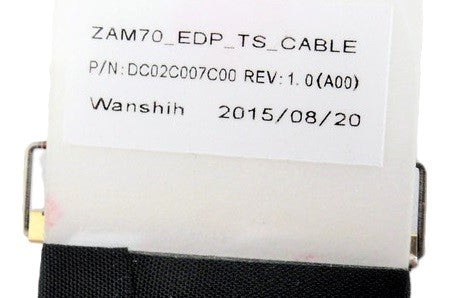 ZAM70_EDP_TS_CABLE
P/N:DC02C007C00 REV:1.0(A00)
Wanshih 2015/08/20